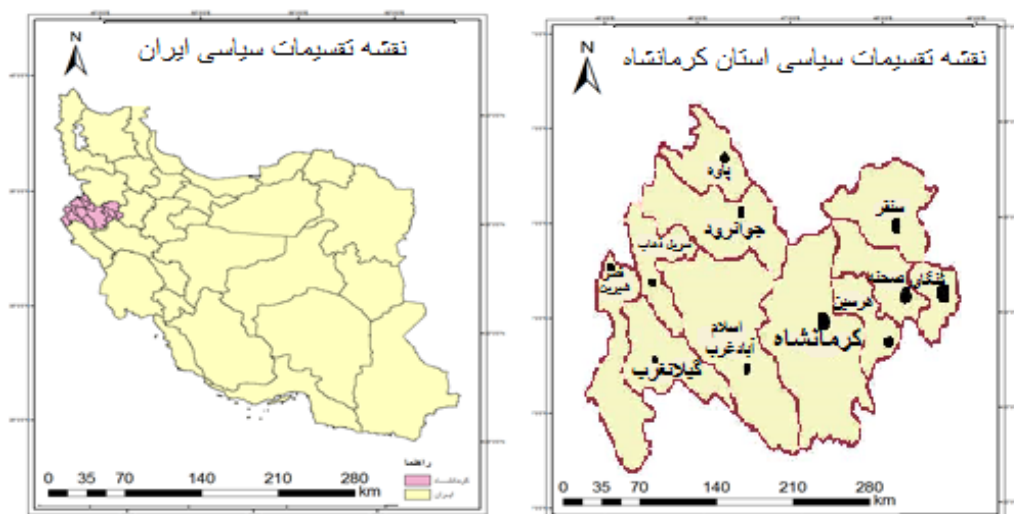 نقشه تقسیمات سیاسی ایران
N
راهنما
کرمانشاه
ایران
0 35 70 140 210 280
km
نقشه تقسیمات سیاسی استان کرمانشاه
N
پاوه
سنقر
جوانرود
سرپل ذهاب
قصر
شیرین
کنگاور
صحنه
هرسین
اسلام
آبادغرب
کرمانشاه
گیلانغرب
0 35 70 140 210 280
km